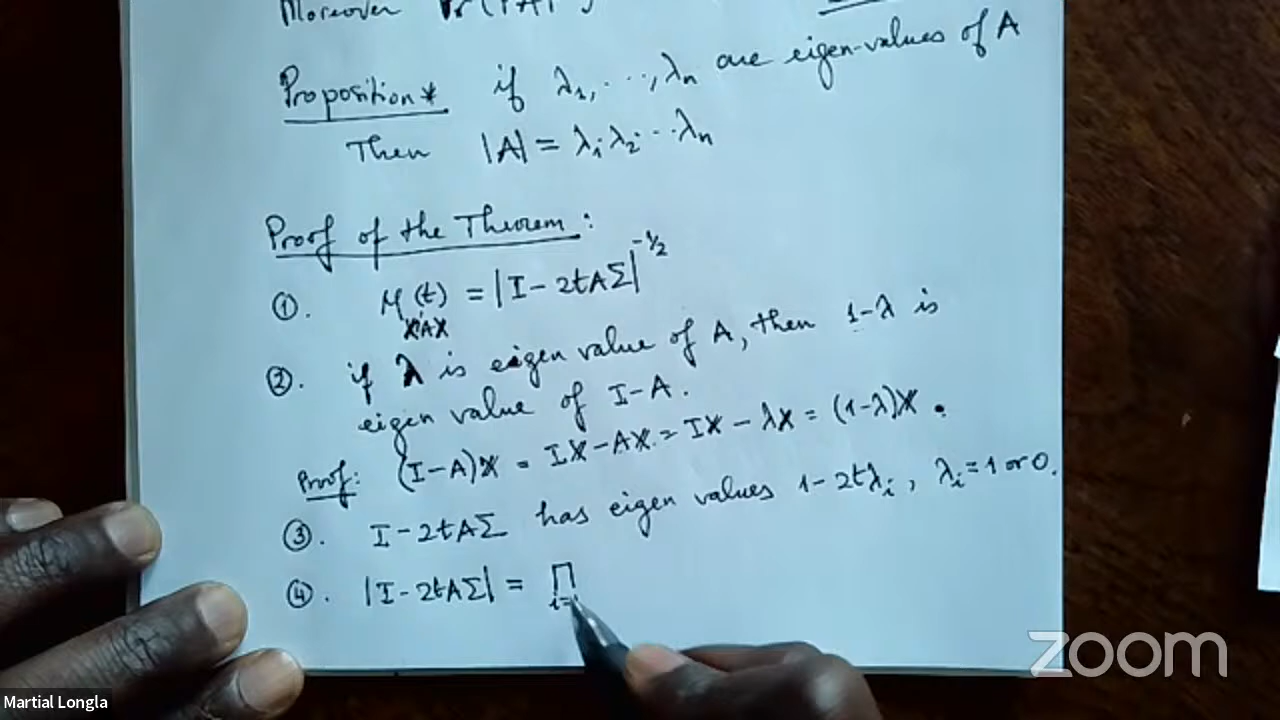 Moreover
Proposition* if λ₁, ..., λₙ are eigen-values of A
Then |A| = λ₁λ₂...λₙ
Proof of the Theorem:
①. M_{X'AX}(t) = |I - 2tAΣ|^{-1/2}
②. if λ is eigen value of A, then 1-λ is
eigen value of I-A.
Proof: (I-A)X = IX - AX = IX - λX = (1-λ)X.
③. I - 2tAΣ has eigen values 1-2tλᵢ, λᵢ = 1 or 0.
④. |I - 2tAΣ| = ∏
zoom
Martial Longla